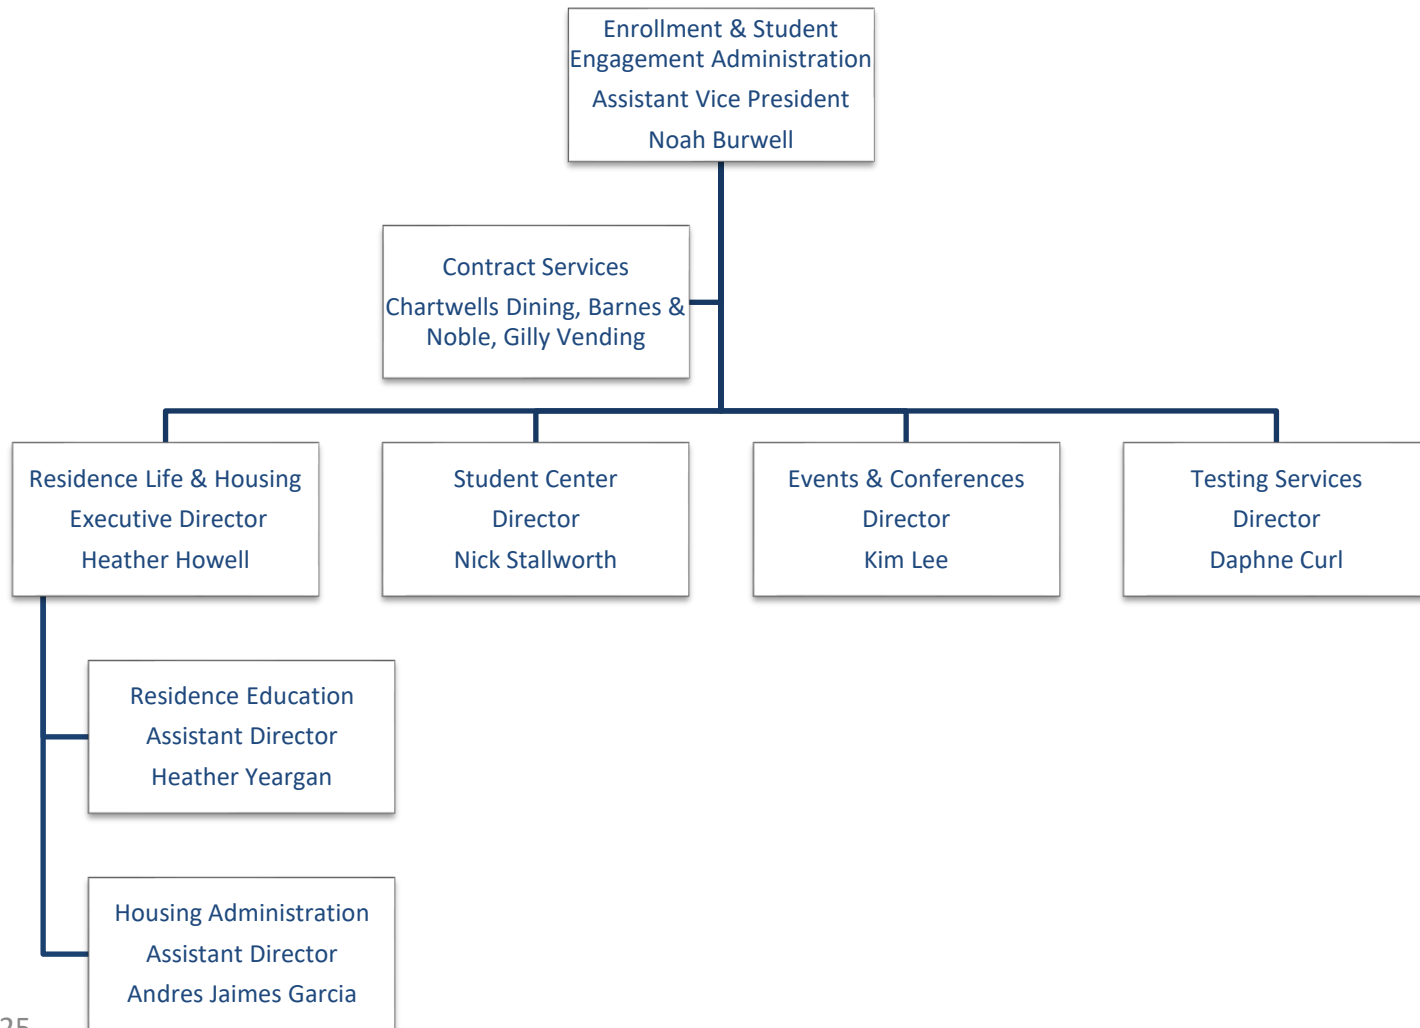 Enrollment & Student
Engagement Administration
Assistant Vice President
Noah Burwell
Contract Services
Chartwells Dining, Barnes &
Noble, Gilly Vending
Residence Life & Housing
Executive Director
Heather Howell
Student Center
Director
Nick Stallworth
Events & Conferences
Director
Kim Lee
Testing Services
Director
Daphne Curl
Residence Education
Assistant Director
Heather Yeargan
Housing Administration
Assistant Director
Andres Jaimes Garcia
25